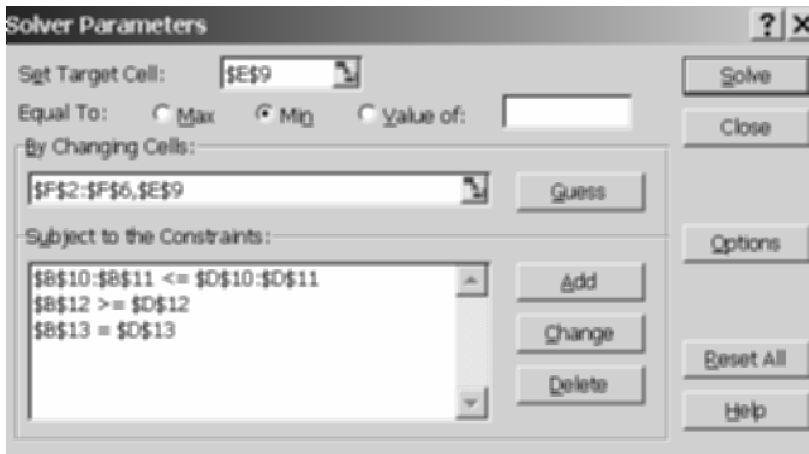 Solver Parameters
Set Target Cell: $E$9
Solve
Equal To: Max Min Value of:
Close
By Changing Cells:
$F$2:$F$6,$E$9
Guess
Subject to the Constraints:
Options
$B$10:$B$11 <= $D$10:$D$11
Add
$B$12 >= $D$12
$B$13 = $D$13
Change
Reset All
Delete
Help